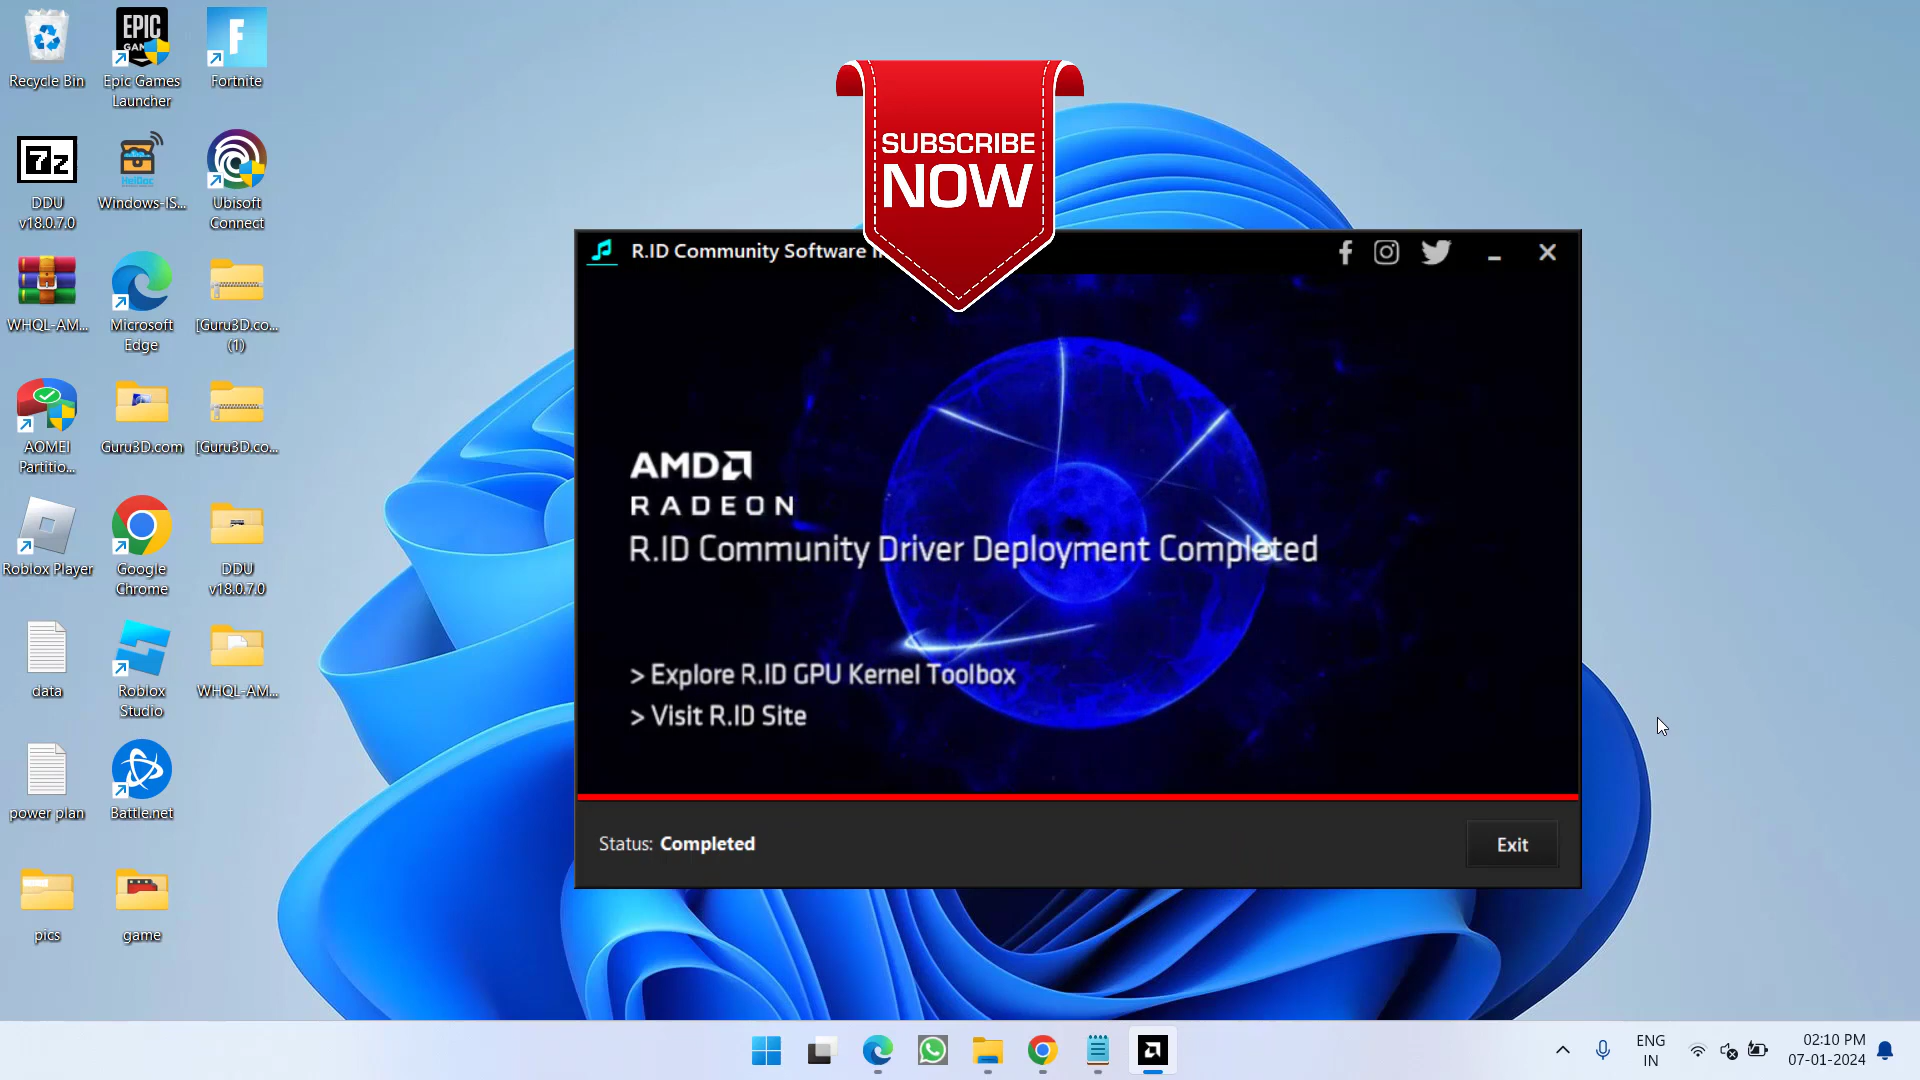 Recycle Bin
EPIC
GAMES
Epic Games
Launcher
F
Fortnite
7z
DDU
v18.0.7.0
HeiDoc
Windows-IS...
Ubisoft
Connect
WHQL-AM...
Microsoft
Edge
[Guru3D.co...
(1)
AOMEI
Partitio...
Guru3D.com
[Guru3D.co...
Roblox Player
Google
Chrome
DDU
v18.0.7.0
data
Roblox
Studio
WHQL-AM...
power plan
Battle.net
pics
game
SUBSCRIBE
NOW
R.ID Community Software
AMD
RADEON
R.ID Community Driver Deployment Completed
> Explore R.ID GPU Kernel Toolbox
> Visit R.ID Site
Status: Completed
Exit
ENG
IN
02:10 PM
07-01-2024